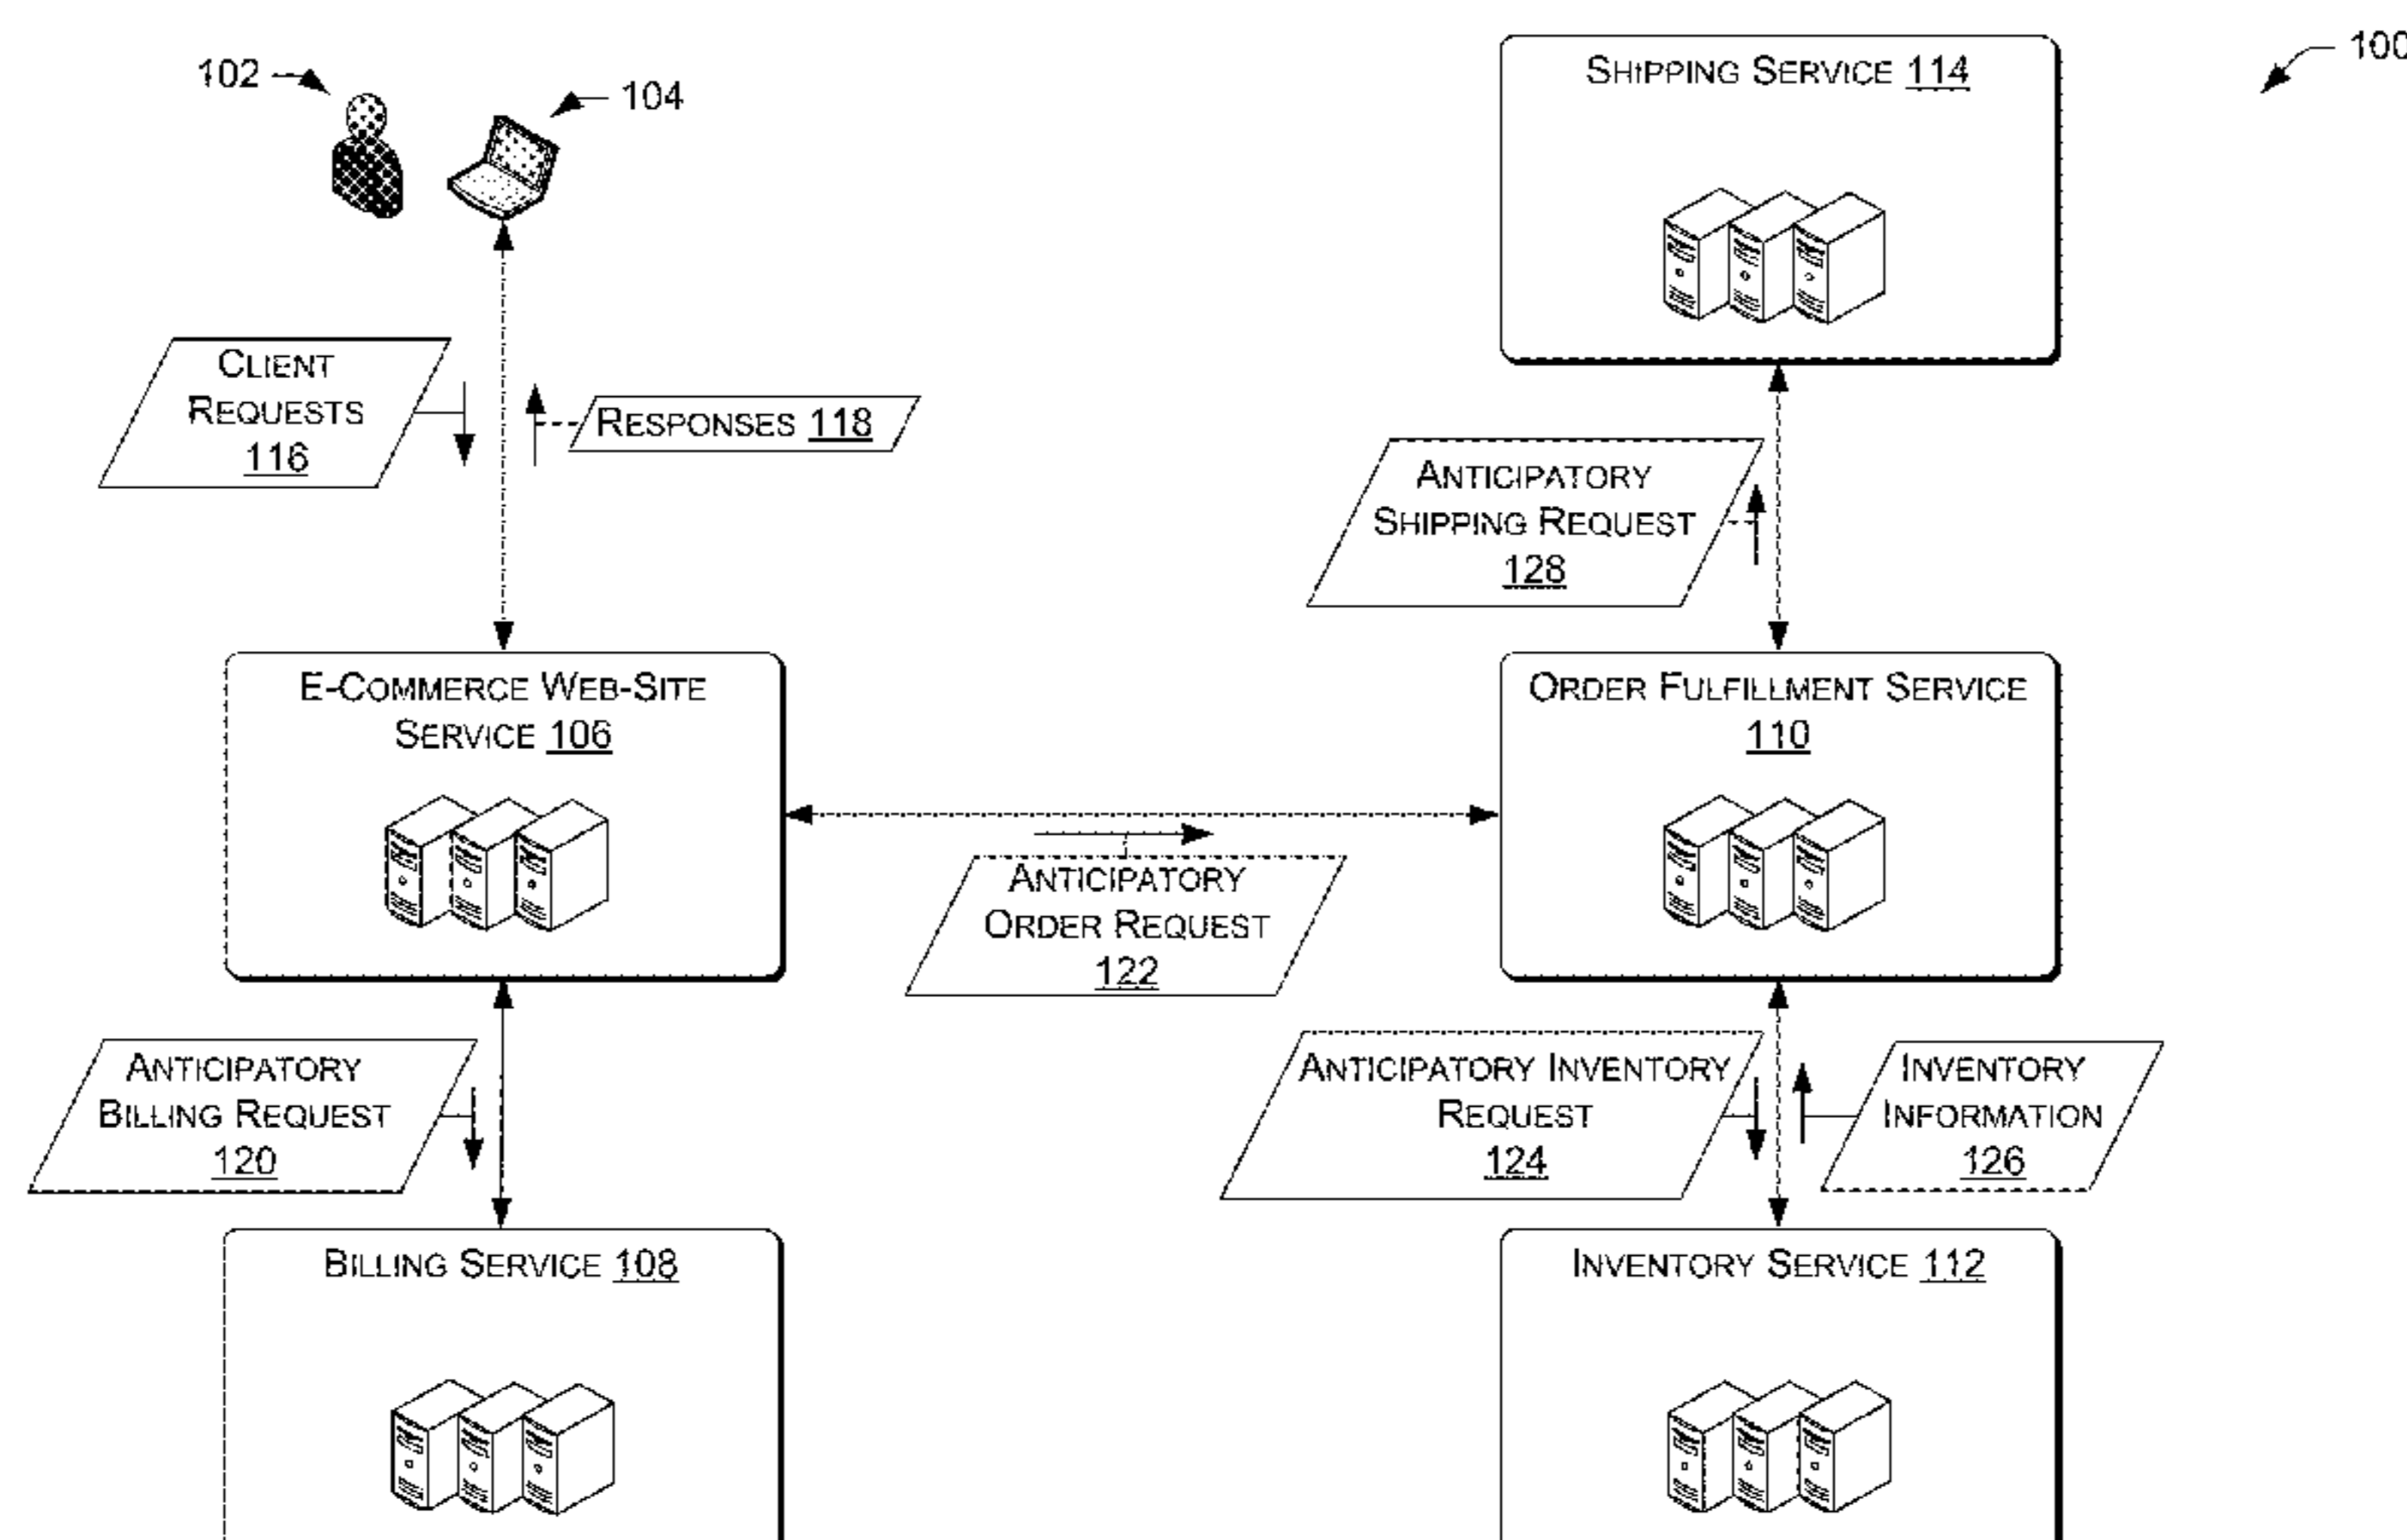 102
104
SHIPPING SERVICE 114
100
CLIENT
REQUESTS
116
RESPONSES 118
ANTICIPATORY
SHIPPING REQUEST
128
E-COMMERCE WEB-SITE
SERVICE 106
ORDER FULFILLMENT SERVICE
110
ANTICIPATORY
ORDER REQUEST
122
ANTICIPATORY
BILLING REQUEST
120
ANTICIPATORY INVENTORY
REQUEST
124
INVENTORY
INFORMATION
126
BILLING SERVICE 108
INVENTORY SERVICE 112